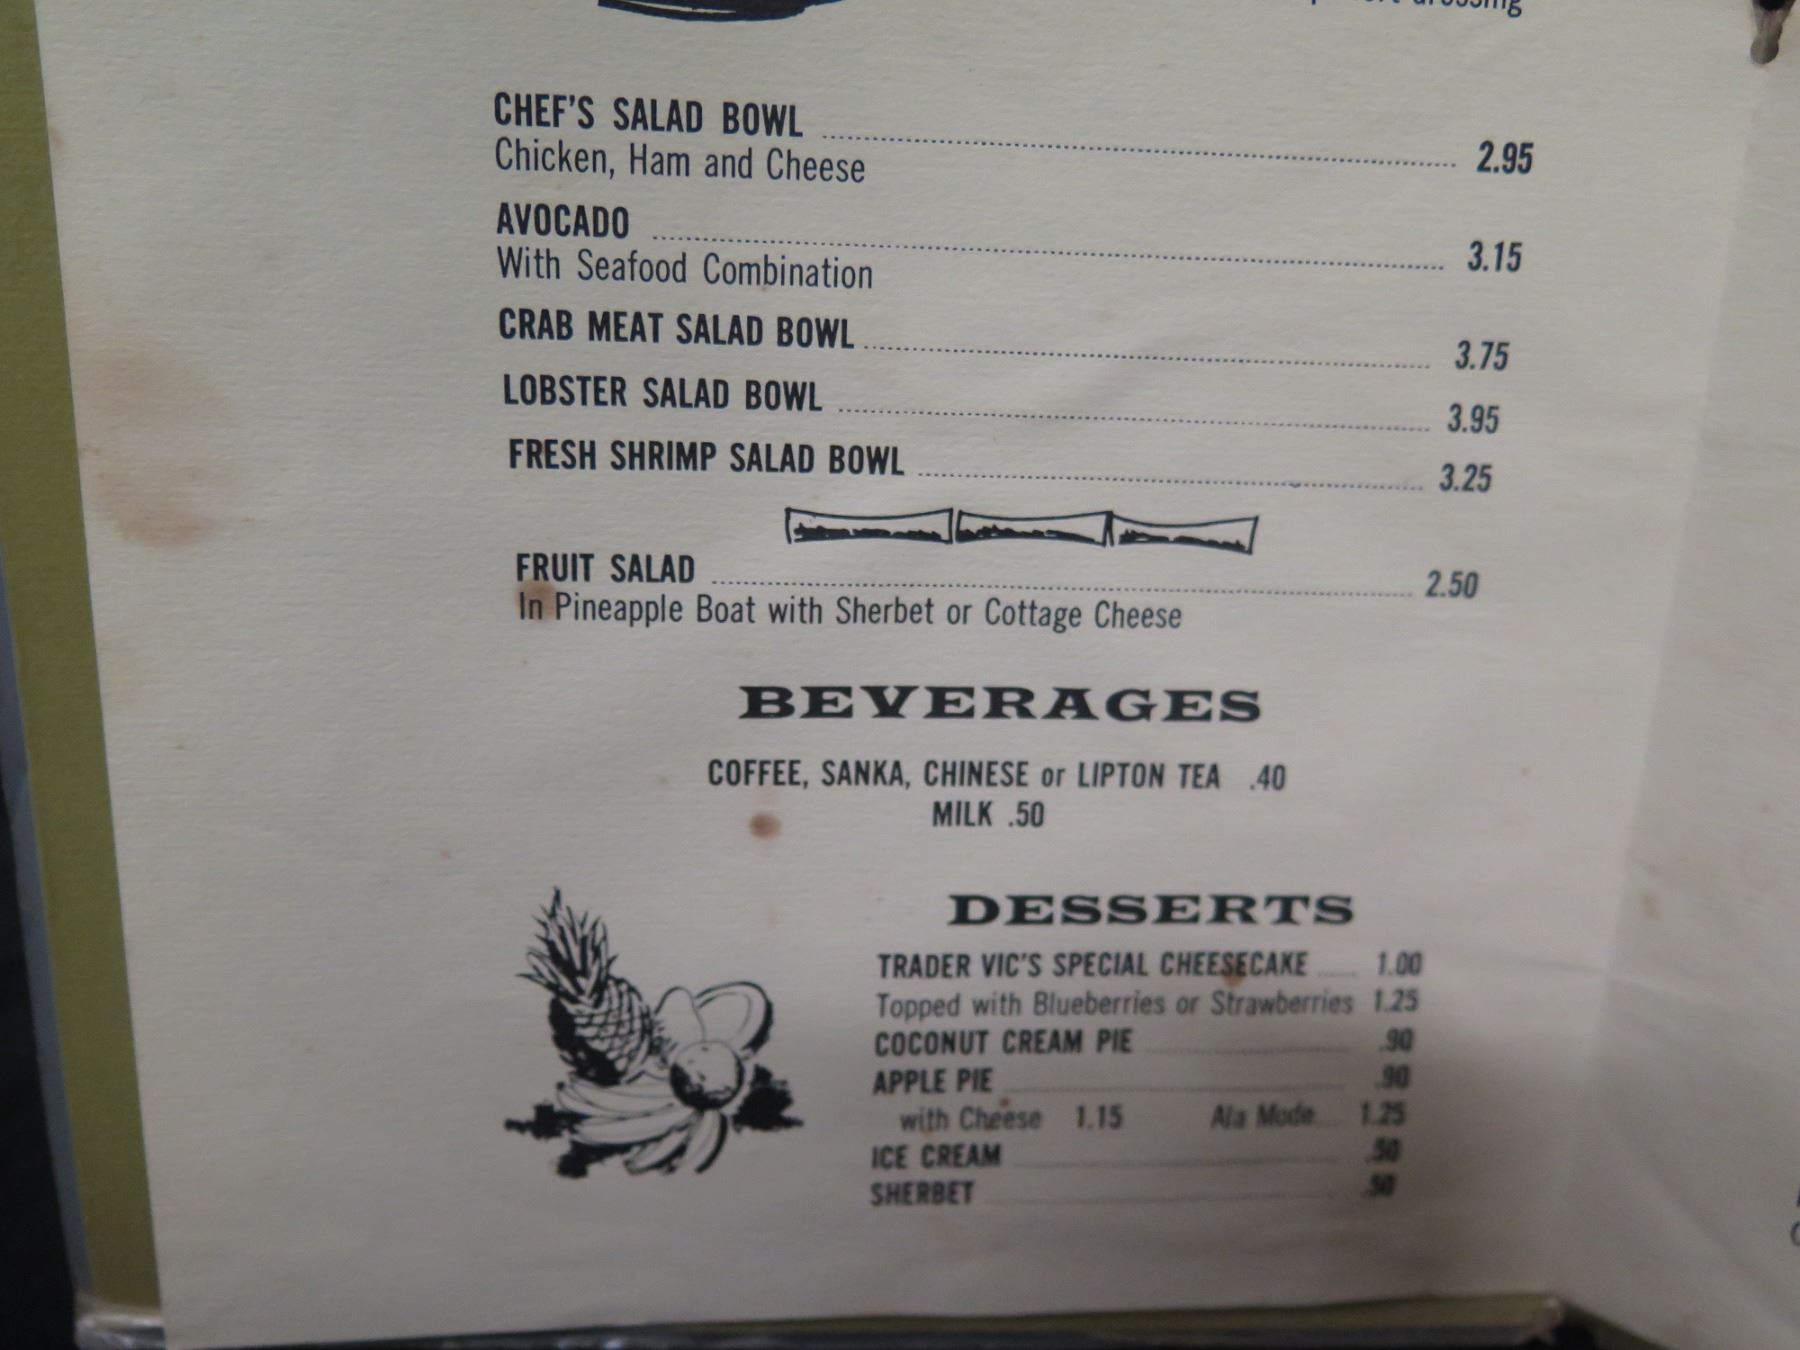 dressing
CHEF'S SALAD BOWL 2.95
Chicken, Ham and Cheese
AVOCADO 3.15
With Seafood Combination
CRAB MEAT SALAD BOWL 3.75
LOBSTER SALAD BOWL 3.95
FRESH SHRIMP SALAD BOWL 3.25
FRUIT SALAD 2.50
In Pineapple Boat with Sherbet or Cottage Cheese
BEVERAGES
COFFEE, SANKA, CHINESE or LIPTON TEA .40
MILK .50
DESSERTS
TRADER VIC'S SPECIAL CHEESECAKE 1.00
Topped with Blueberries or Strawberries 1.25
COCONUT CREAM PIE .90
APPLE PIE .90
with Cheese 1.15 Ala Mode 1.25
ICE CREAM .50
SHERBET .50